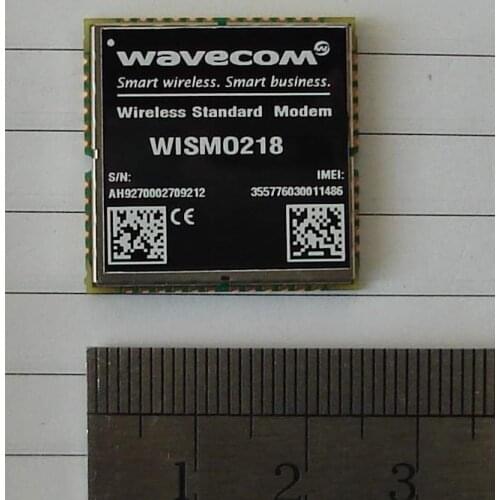 wavecom w
Smart wireless. Smart business.
Wireless Standard Modem
WISMO218
S/N: IMEI:
AH9270002709212 355776030011486
CE
1 2 3